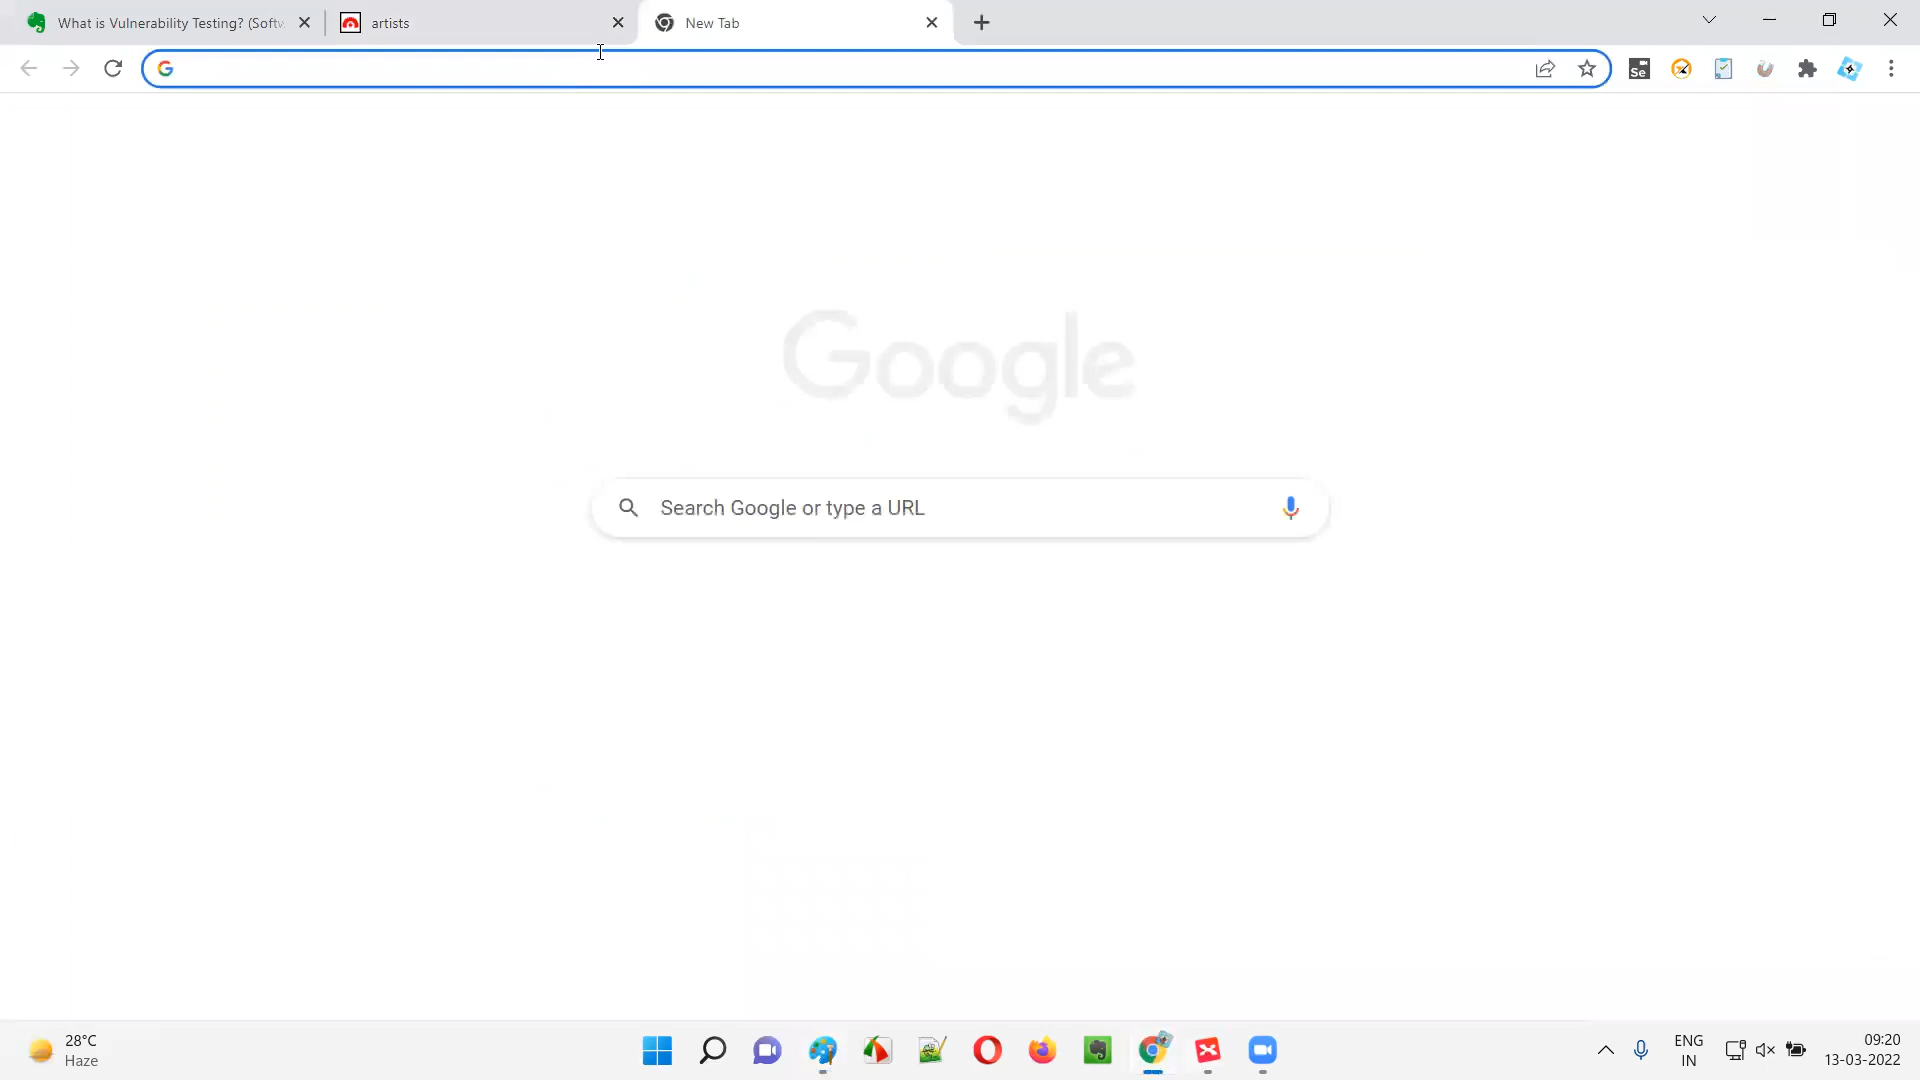 What is Vulnerability Testing? (Softw
artists
New Tab
Google
Search Google or type a URL
Se
28°C
Haze
ENG
IN
09:20
13-03-2022